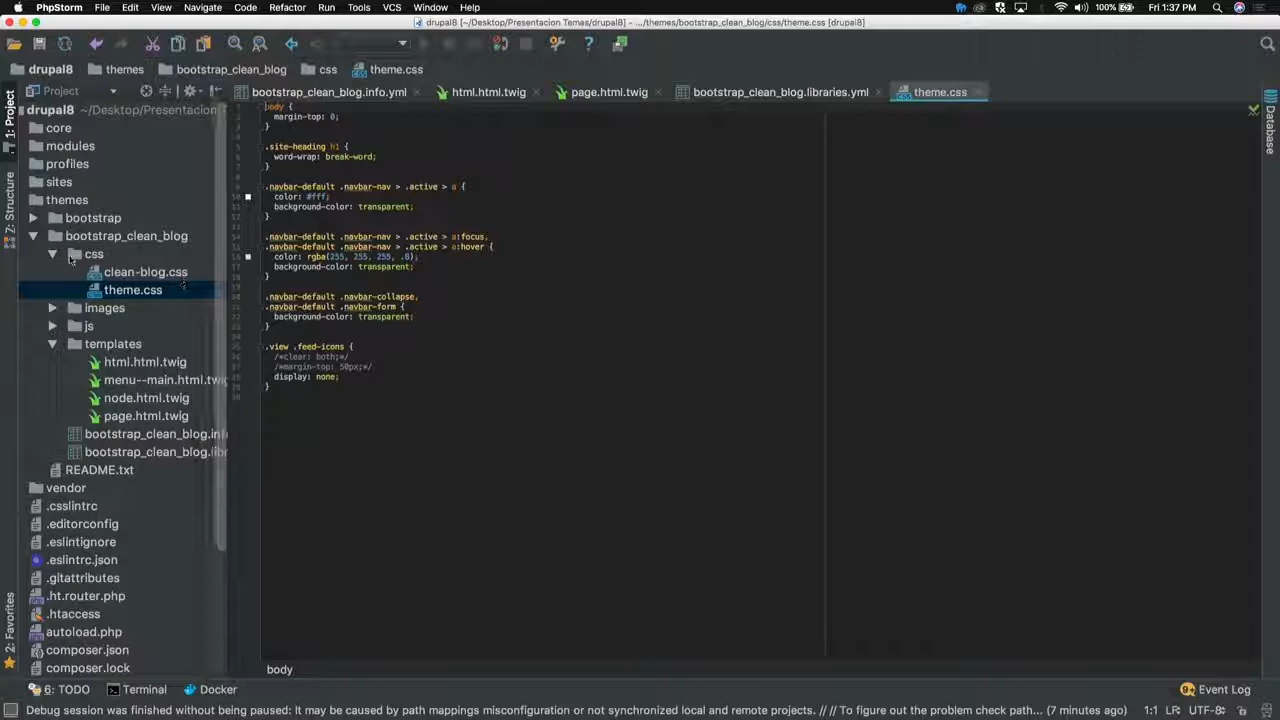 PhpStorm File Edit View Navigate Code Refactor Run Tools VCS Window Help 100% Fri 1:37 PM
drupal8 [~/Desktop/Presentacion Temas/drupal8] - .../themes/bootstrap_clean_blog/css/theme.css [drupal8]
drupal8 themes bootstrap_clean_blog css theme.css
Project bootstrap_clean_blog.info.yml html.html.twig page.html.twig bootstrap_clean_blog.libraries.yml theme.css
1: Project
7: Structure
2: Favorites
Database
drupal8 ~/Desktop/Presentacion
core
modules
profiles
sites
themes
bootstrap
bootstrap_clean_blog
css
clean-blog.css
theme.css
images
js
templates
html.html.twig
menu--main.html.twig
node.html.twig
page.html.twig
bootstrap_clean_blog.inf
bootstrap_clean_blog.libr
README.txt
vendor
.csslintrc
.editorconfig
.eslintignore
.eslintrc.json
.gitattributes
.ht.router.php
.htaccess
autoload.php
composer.json
composer.lock
body {
margin-top: 0;
}
.site-heading h1 {
word-wrap: break-word;
}
.navbar-default .navbar-nav > .active > a {
color: #fff;
background-color: transparent;
}
.navbar-default .navbar-nav > .active > a:focus,
.navbar-default .navbar-nav > .active > a:hover {
color: rgba(255, 255, 255, .8);
background-color: transparent;
}
.navbar-default .navbar-collapse,
.navbar-default .navbar-form {
background-color: transparent;
}
.view .feed-icons {
/*clear: both;*/
/*margin-top: 50px;*/
display: none;
}
body
6: TODO Terminal Docker Event Log
Debug session was finished without being paused: It may be caused by path mappings misconfiguration or not synchronized local and remote projects. // // To figure out the problem check path... (7 minutes ago) 1:1 LF: UTF-8: